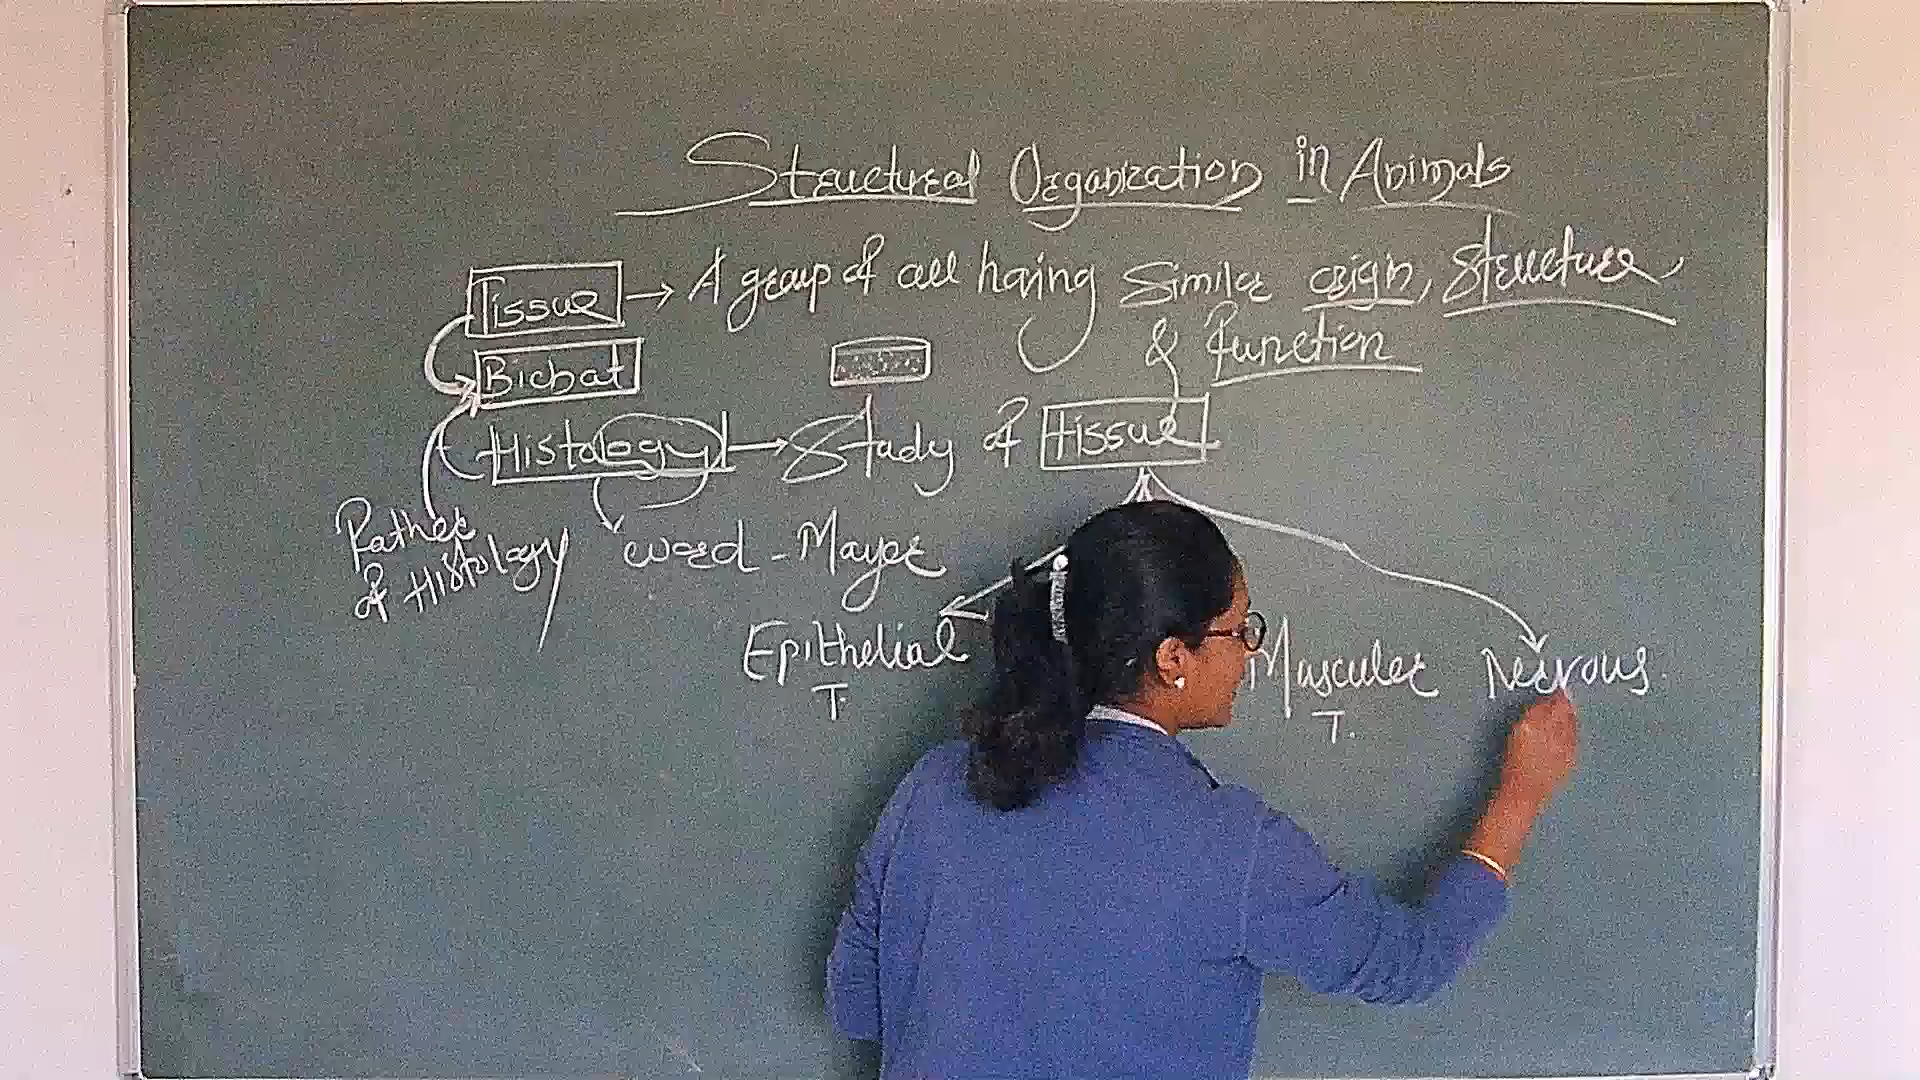 Structural Organization in Animals
Tissue → A group of cell having Similar origin, Structure,
& Function
Bichat
Histology → Study of tissue
Father of Histology
word - Mayer
Epithelial T.
Muscular T.
Nervous.